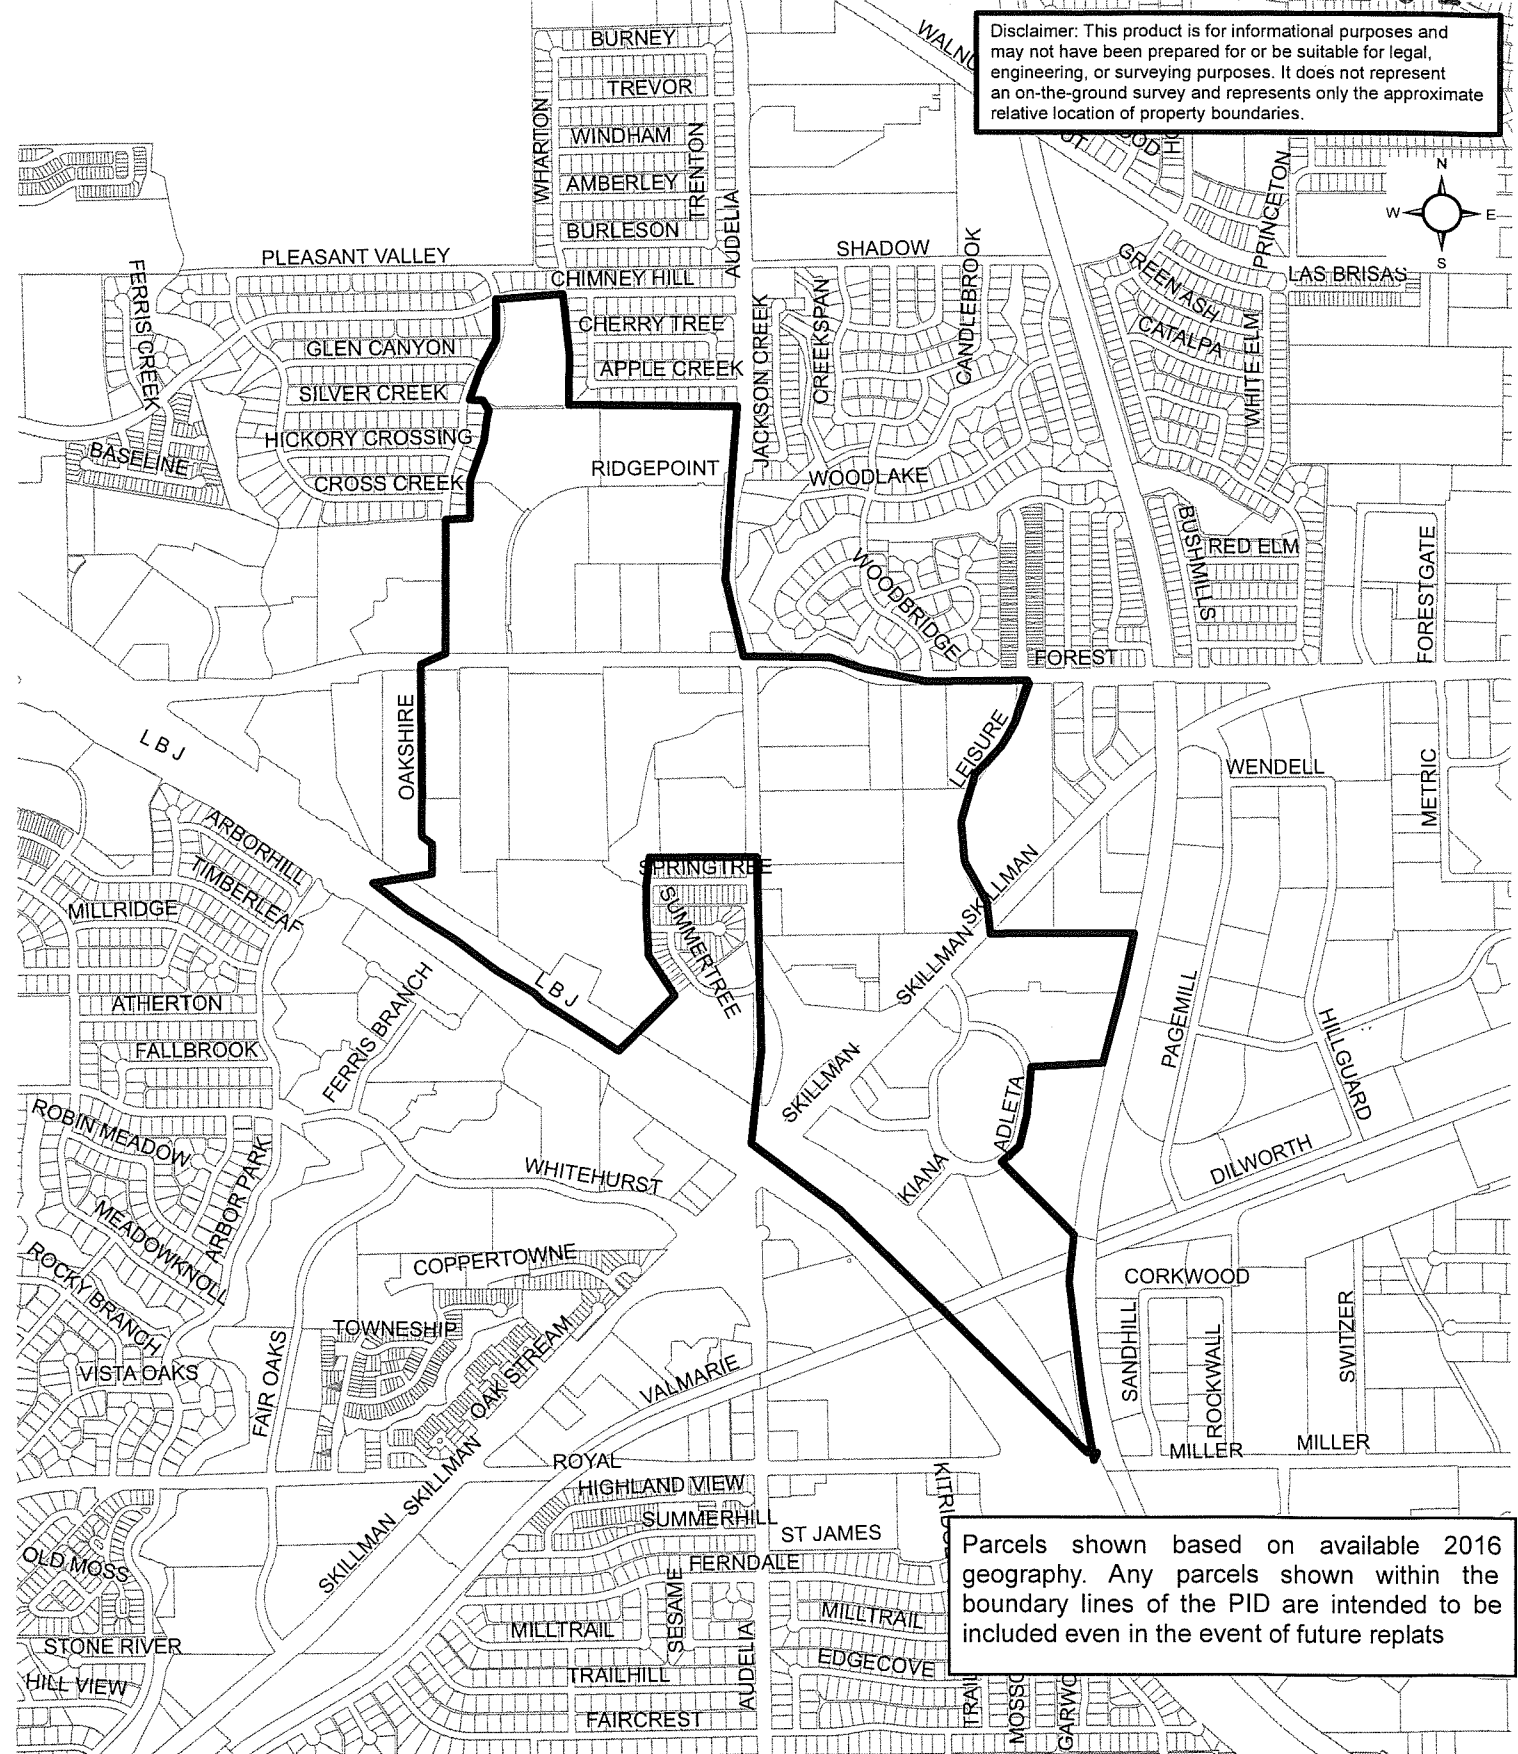 Disclaimer: This product is for informational purposes and
may not have been prepared for or be suitable for legal,
engineering, or surveying purposes. It does not represent
an on-the-ground survey and represents only the approximate
relative location of property boundaries.
BURNEY
TREVOR
WHARTON
WINDHAM
TRENTON
AMBERLEY
BURLESON
AUDELIA
PRINCETON
N
W
E
S
PLEASANT VALLEY
SHADOW
CANDLEBROOK
GREEN ASH
LAS BRISAS
FERRIS CREEK
CHIMNEY HILL
CHERRY TREE
CREEKSPAN
JACKSON CREEK
CATALPA
WHITE ELM
GLEN CANYON
APPLE CREEK
SILVER CREEK
HICKORY CROSSING
BASELINE
CROSS CREEK
RIDGEPOINT
WOODLAKE
BUSHMILLS
RED ELM
FORESTGATE
WOODBRIDGE
FOREST
OAKSHIRE
LBJ
LEISURE
WENDELL
METRIC
ARBORHILL
TIMBERLEAF
MILLRIDGE
SPRINGTREE
SUMMERTREE
SKILLMAN
SKILLMAN
LBJ
ATHERTON
FALLBROOK
FERRIS BRANCH
PAGEMILL
HILLGUARD
SKILLMAN
ADLETA
KIANA
DILWORTH
ROBIN MEADOW
ARBOR PARK
WHITEHURST
MEADOWKNOLL
ROCKY BRANCH
COPPERTOWNE
CORKWOOD
TOWNESHIP
OAK STREAM
SANDHILL
ROCKWALL
SWITZER
VISTA OAKS
FAIR OAKS
VALMARIE
ROYAL
MILLER
MILLER
SKILLMAN
SKILLMAN
HIGHLAND VIEW
SUMMERHILL
ST JAMES
FERNDALE
OLD MOSS
SESAME
MILLTRAIL
MILLTRAIL
STONE RIVER
EDGECOVE
TRAILHILL
AUDELIA
HILL VIEW
FAIRCREST
Parcels shown based on available 2016
geography. Any parcels shown within the
boundary lines of the PID are intended to be
included even in the event of future replats